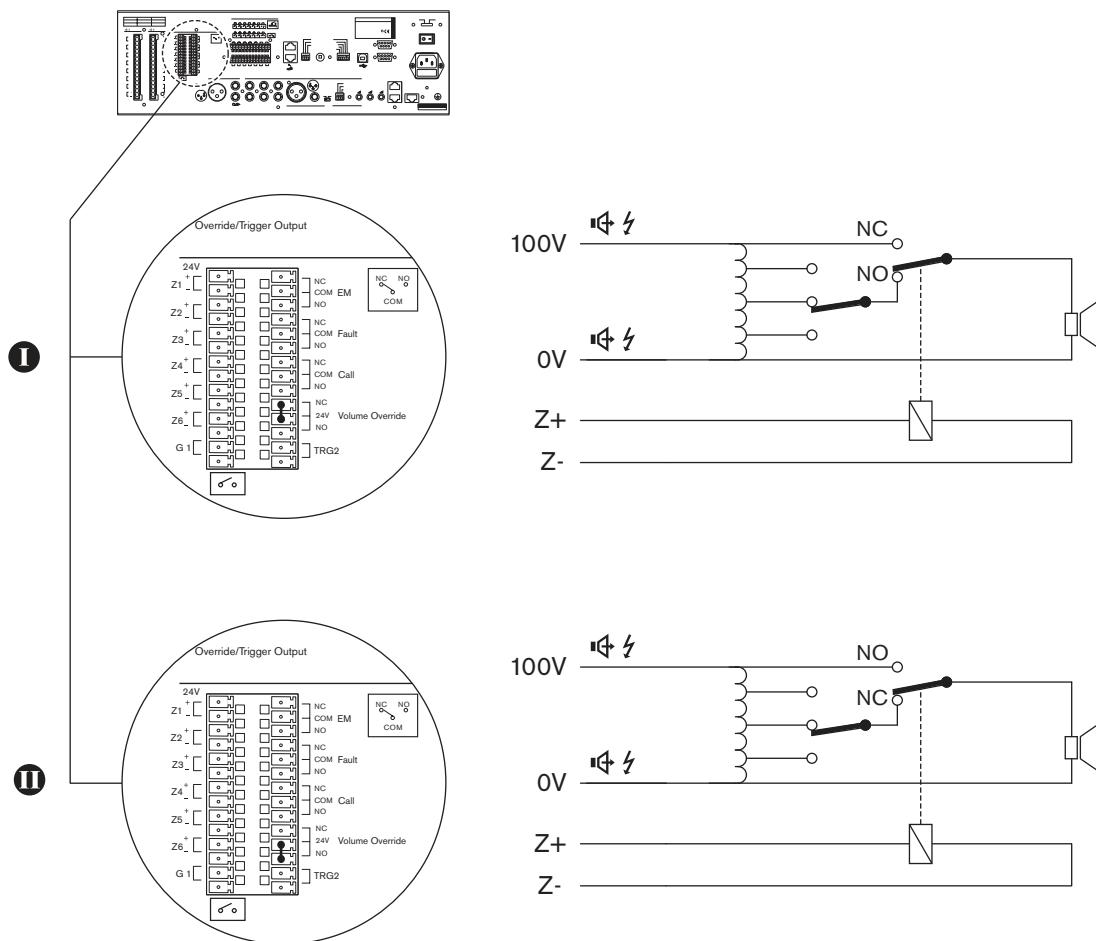 I
Override/Trigger Output
24V
Z1 + -
Z2 + -
Z3 + -
Z4 + -
Z5 + -
Z6 + -
G 1
NC
COM EM
NO
NC
COM Fault
NO
NC
COM Call
NO
NC
24V Volume Override
NO
TRG2
NC NO
COM
100V
NC
NO
0V
Z+
Z-
II
Override/Trigger Output
24V
Z1 + -
Z2 + -
Z3 + -
Z4 + -
Z5 + -
Z6 + -
G 1
NC
COM EM
NO
NC
COM Fault
NO
NC
COM Call
NO
NC
24V Volume Override
NO
TRG2
NC NO
COM
100V
NO
NC
0V
Z+
Z-